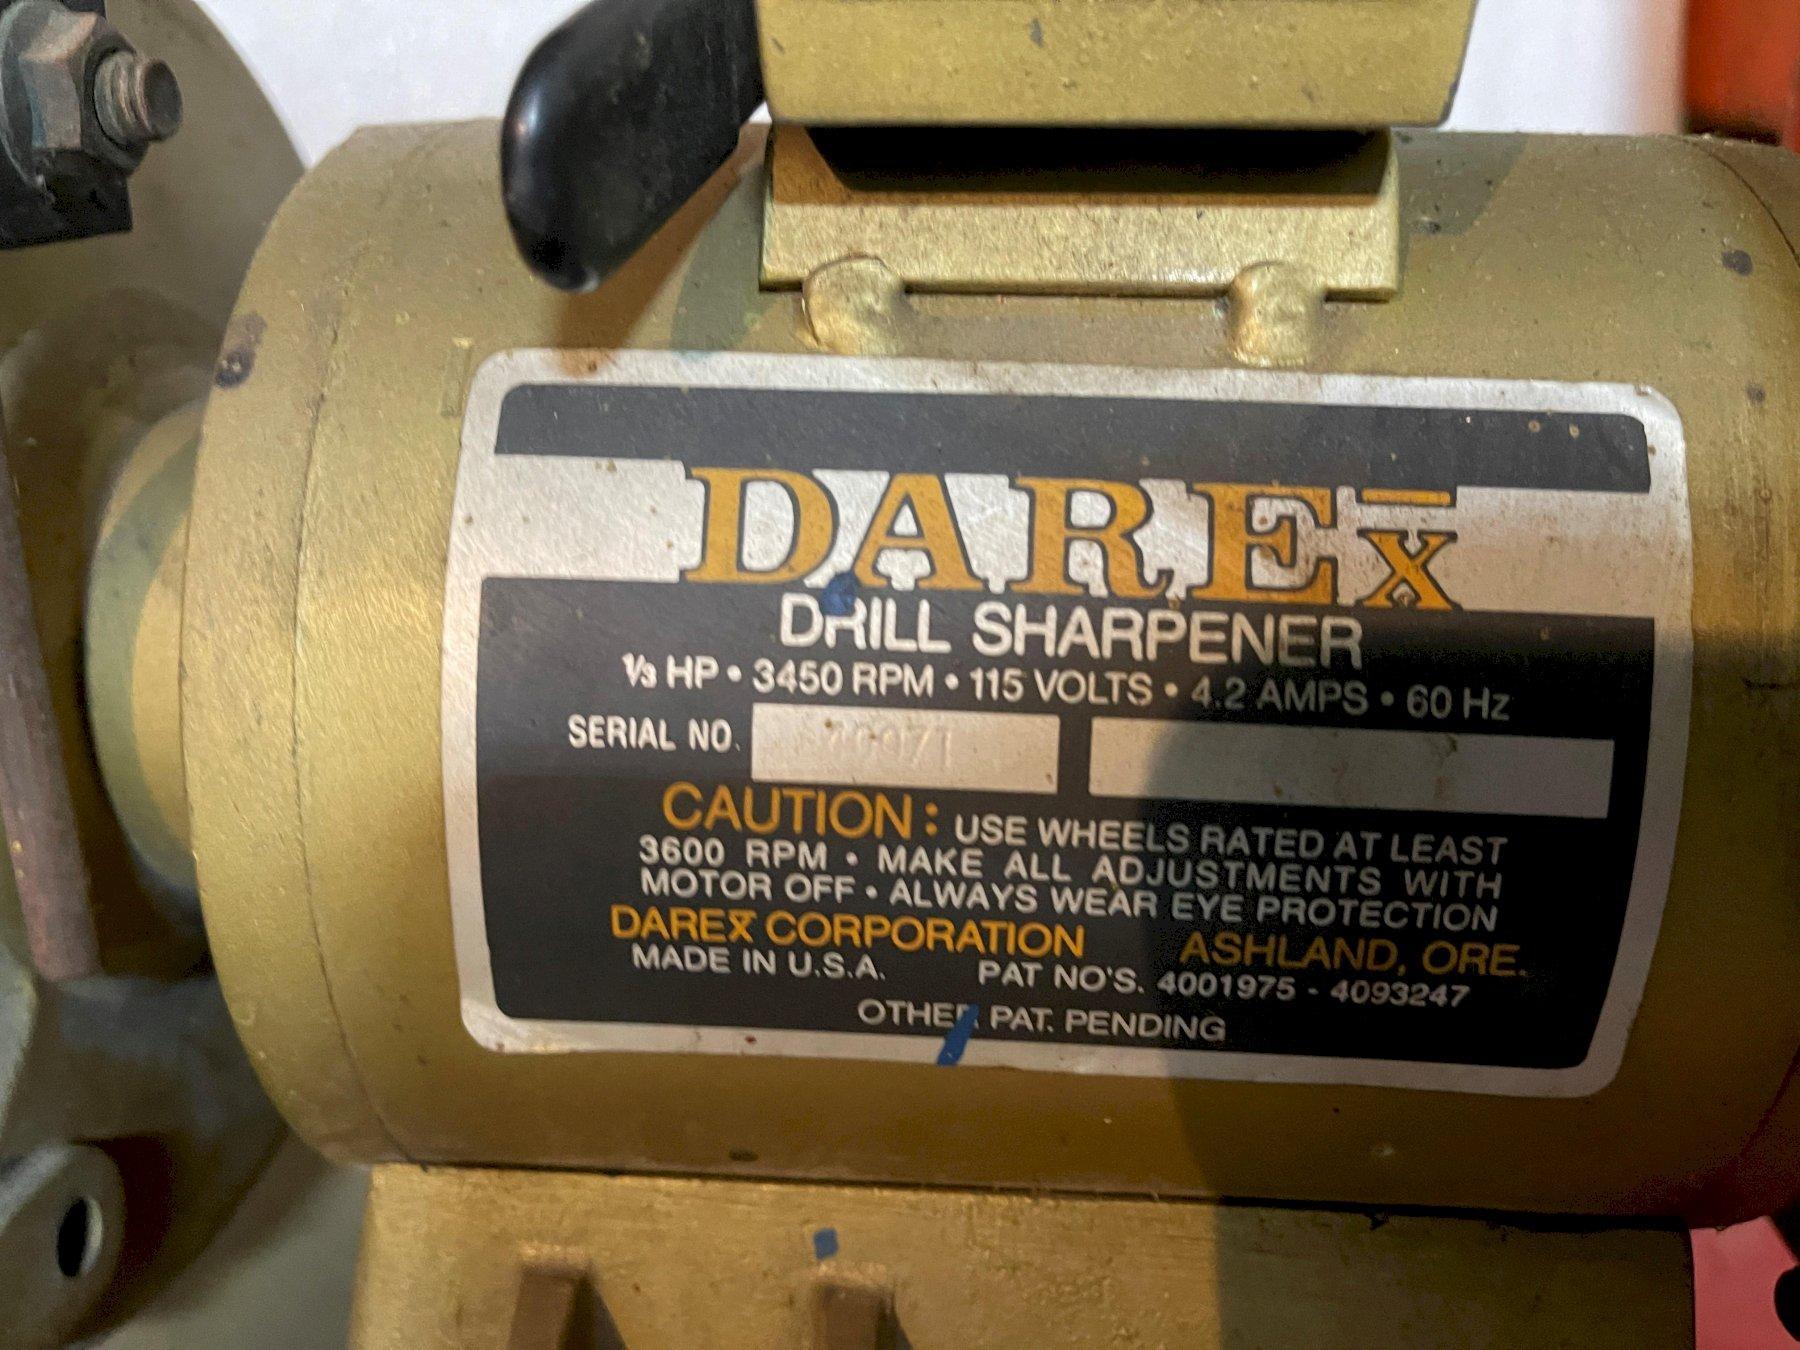 DAREX
DRILL SHARPENER
1/3 HP • 3450 RPM • 115 VOLTS • 4.2 AMPS • 60 Hz
SERIAL NO.
CAUTION: USE WHEELS RATED AT LEAST
3600 RPM • MAKE ALL ADJUSTMENTS WITH
MOTOR OFF • ALWAYS WEAR EYE PROTECTION
DAREX CORPORATION ASHLAND, ORE.
MADE IN U.S.A. PAT NO'S. 4001975 - 4093247
OTHER PAT. PENDING